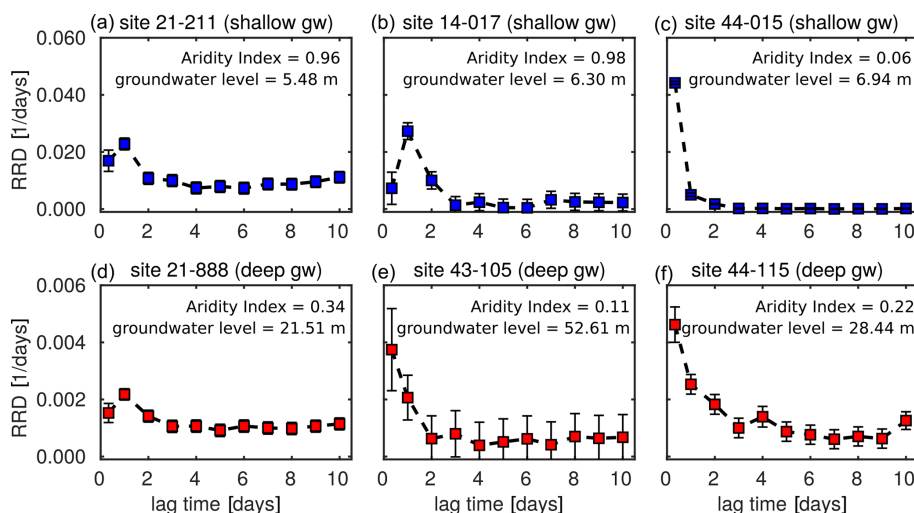 (a) site 21-211 (shallow gw)
(b) site 14-017 (shallow gw)
(c) site 44-015 (shallow gw)
0.060
0.040
0.020
0.000
RRD [1/days]
Aridity Index = 0.96
groundwater level = 5.48 m
0 2 4 6 8 10
Aridity Index = 0.98
groundwater level = 6.30 m
0 2 4 6 8 10
Aridity Index = 0.06
groundwater level = 6.94 m
0 2 4 6 8 10
(d) site 21-888 (deep gw)
(e) site 43-105 (deep gw)
(f) site 44-115 (deep gw)
0.006
0.004
0.002
0.000
RRD [1/days]
Aridity Index = 0.34
groundwater level = 21.51 m
0 2 4 6 8 10
lag time [days]
Aridity Index = 0.11
groundwater level = 52.61 m
0 2 4 6 8 10
lag time [days]
Aridity Index = 0.22
groundwater level = 28.44 m
0 2 4 6 8 10
lag time [days]